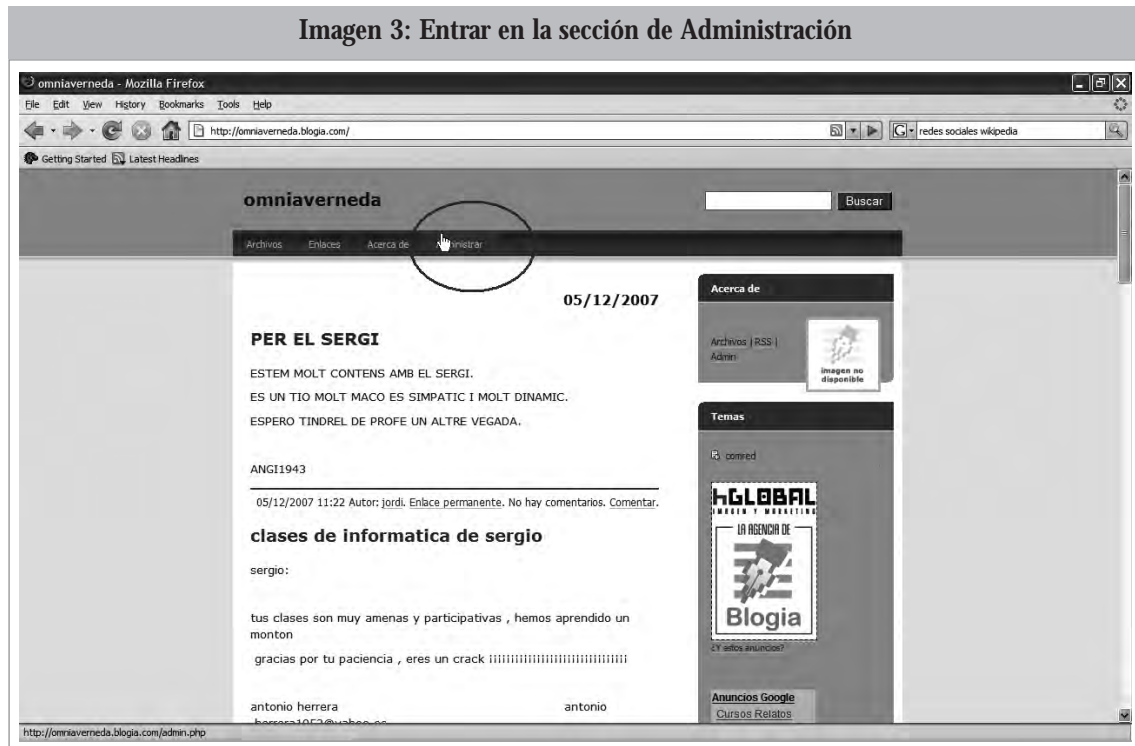 Imagen 3: Entrar en la sección de Administración
omniaverneda - Mozilla Firefox
File Edit View History Bookmarks Tools Help
http://omniaverneda.blogia.com/
redes sociales wikipedia
Getting Started Latest Headlines
omniaverneda
Buscar
Archivos Enlaces Acerca de
05/12/2007
PER EL SERGI
ESTEM MOLT CONTENS AMB EL SERGI.
ES UN TIO MOLT MACO ES SIMPATIC I MOLT DINAMIC.
ESPERO TINDREL DE PROFE UN ALTRE VEGADA.
ANGI1943
05/12/2007 11:22 Autor: jordi. Enlace permanente. No hay comentarios. Comentar.
clases de informatica de sergio
sergio:
tus clases son muy amenas y participativas , hemos aprendido un
monton
gracias por tu paciencia , eres un crack ¡¡¡¡¡¡¡¡¡¡¡¡¡¡¡¡¡¡¡¡¡¡¡¡¡¡¡¡¡¡¡
antonio herrera antonio
Acerca de
Archivos | RSS |
Admin
imagen no
disponible
Temas
comred
HGLOBAL
IMAGEN Y MARKETING
LA AGENCIA DE
Blogia
¿Y estos anuncios?
Anuncios Google
Cursos Relatos
http://omniaverneda.blogia.com/admin.php